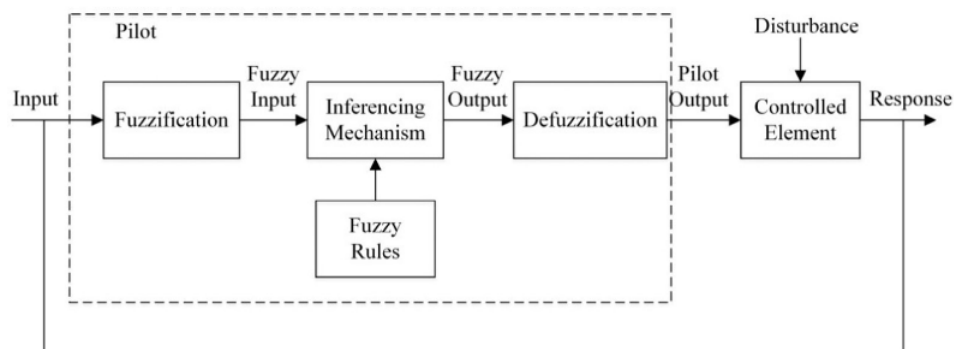 Pilot
Disturbance
Input
Fuzzification
Fuzzy
Input
Inferencing
Mechanism
Fuzzy
Output
Defuzzification
Pilot
Output
Controlled
Element
Response
Fuzzy
Rules